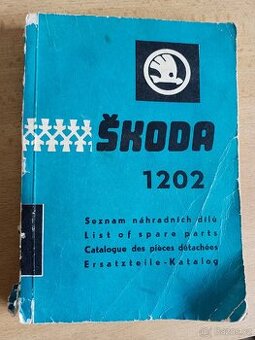 ŠKODA
1202
Seznam náhradních dílů
List of spare parts
Catalogue des pièces détachées
Ersatzteile-Katalog